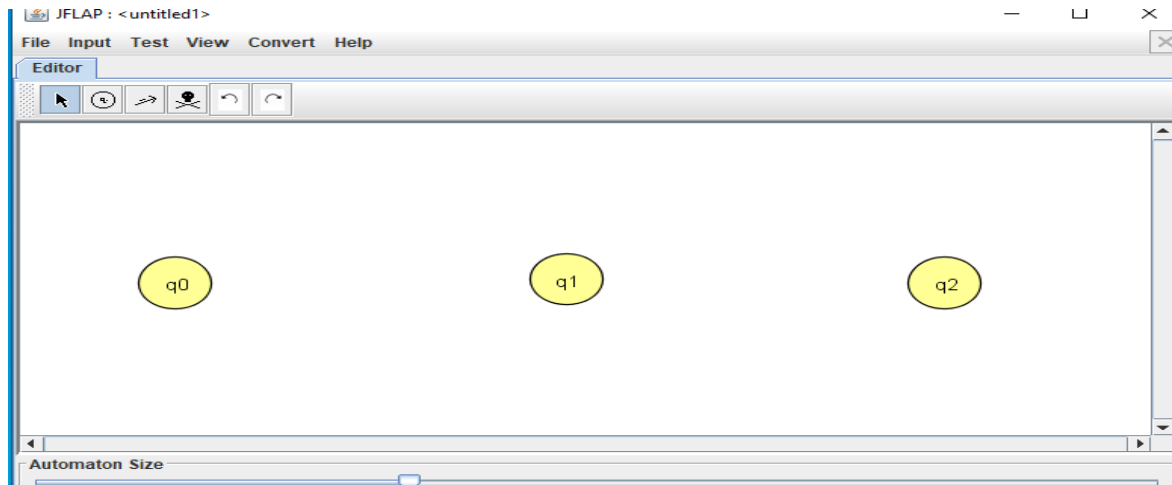 JFLAP : <untitled1>
File Input Test View Convert Help
Editor
q0 q1 q2
Automaton Size